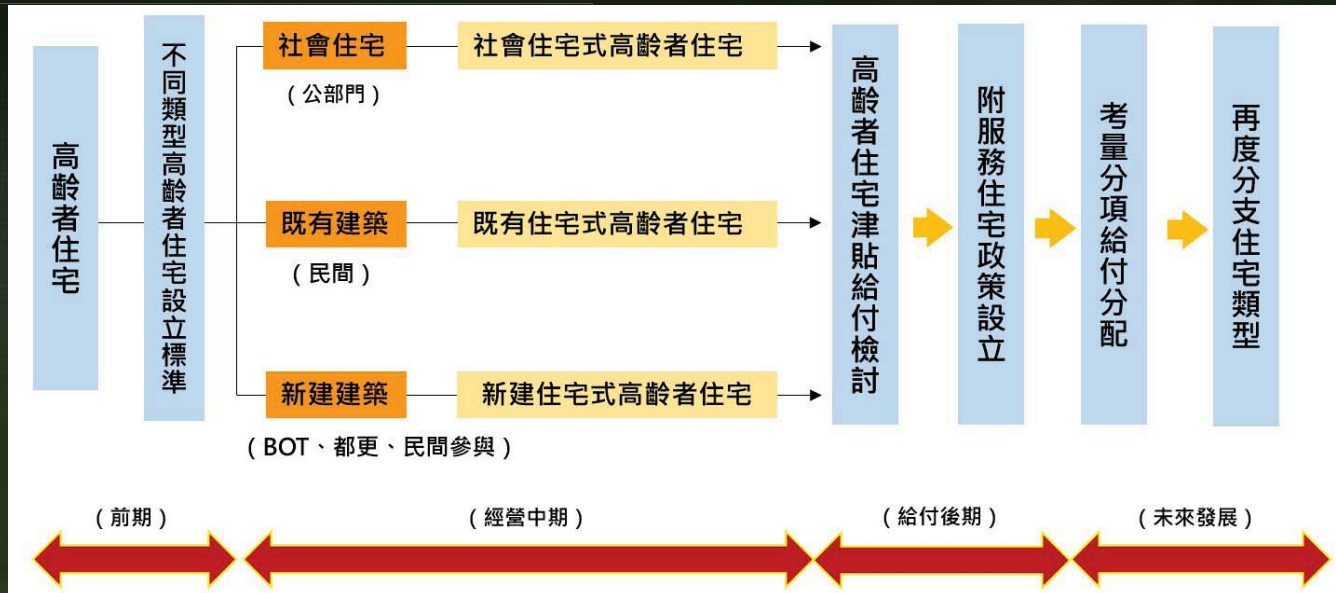 高齡者住宅
不同類型高齡者住宅設立標準
社會住宅
（公部門）
社會住宅式高齡者住宅
既有建築
（民間）
既有住宅式高齡者住宅
新建建築
（BOT、都更、民間參與）
新建住宅式高齡者住宅
高齡者住宅津貼給付檢討
附服務住宅政策設立
考量分項給付分配
再度分支住宅類型
（前期）
（經營中期）
（給付後期）
（未來發展）